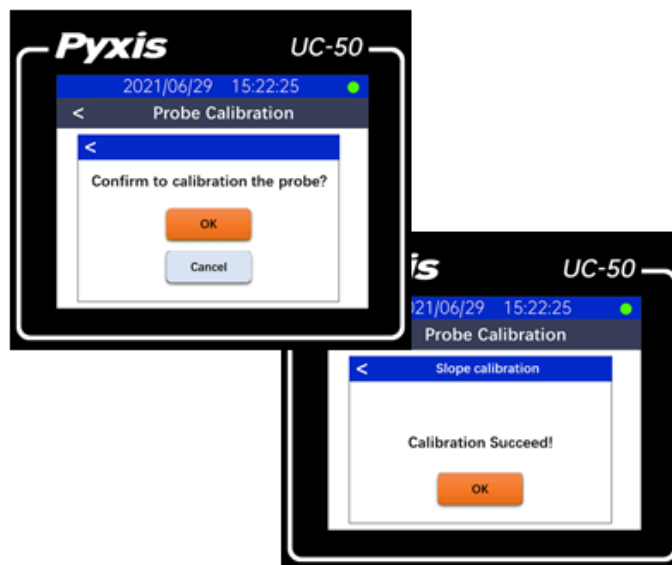 Pyxis UC-50
2021/06/29 15:22:25
< Probe Calibration
<
Confirm to calibration the probe?
OK
Cancel
is UC-50
021/06/29 15:22:25
Probe Calibration
< Slope calibration
Calibration Succeed!
OK